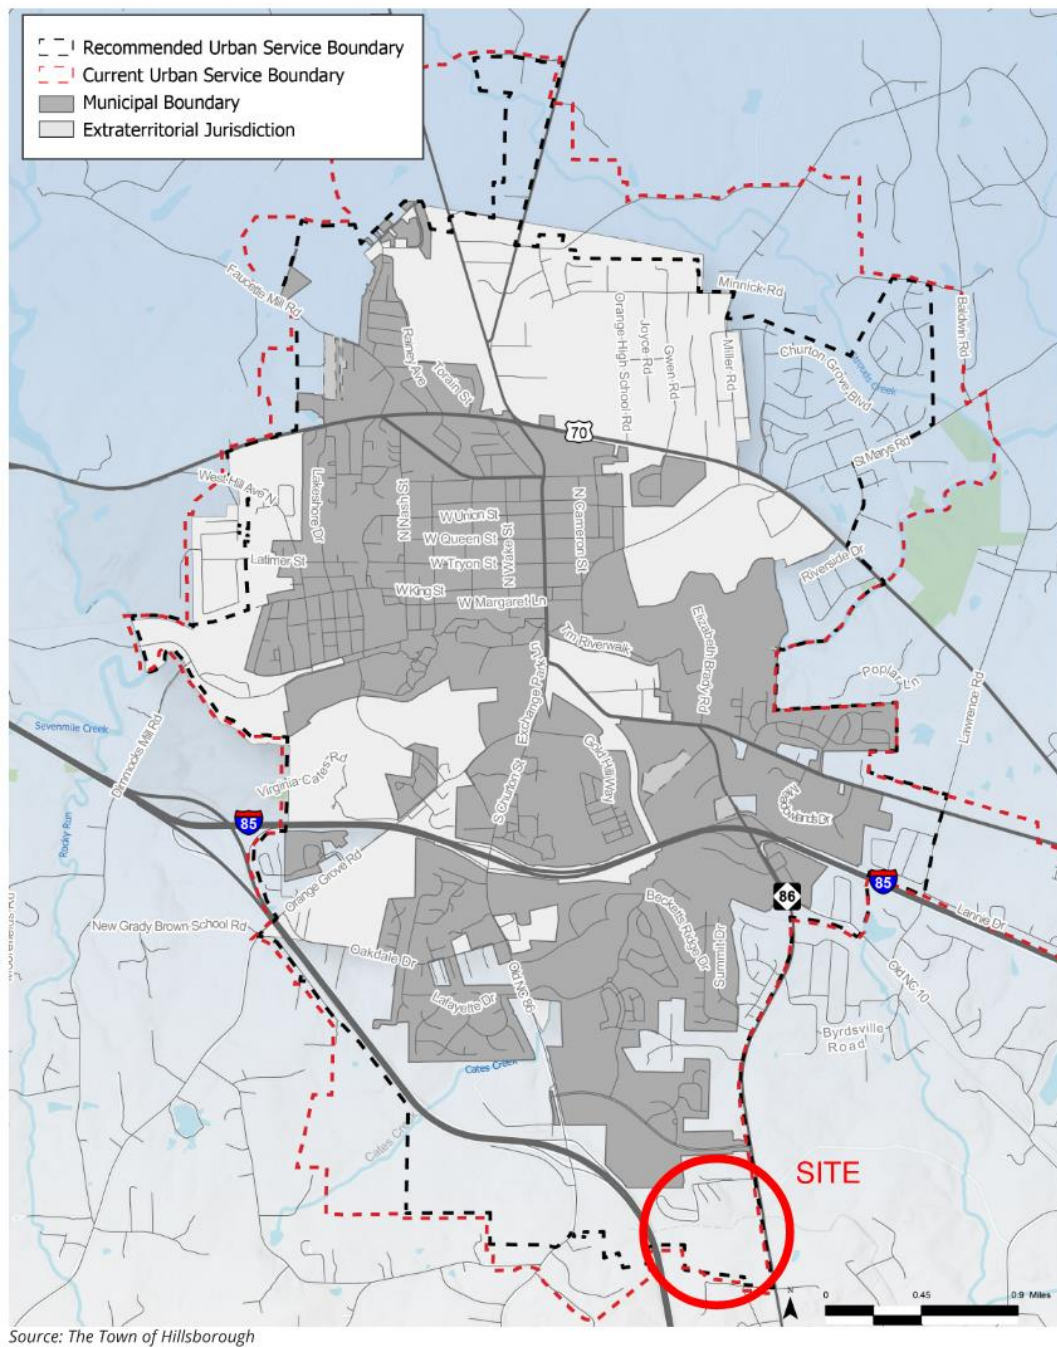 Recommended Urban Service Boundary
Current Urban Service Boundary
Municipal Boundary
Extraterritorial Jurisdiction
Faucette Mill Rd
Rainey Ave
Torain St
Orange High School Rd
Joyce Rd
Gwen Rd
Miller Rd
Minnick Rd
Baldwin Rd
Churton Grove Blvd
Strouds Creek
St Marys Rd
70
West Hill Ave N
Lakeshore Dr
N Nash St
W Union St
W Queen St
W Tryon St
N Wake St
N Cameron St
Latimer St
W King St
W Margaret Ln
Riverside Dr
Tm Riverwalk
Elizabeth Brady Rd
Exchange Park Ln
Poplar Ln
Lawrence Rd
Sevenmile Creek
Dimmocks Mill Rd
Virginia Cates Rd
S Churton St
Gold Hill Way
Rocky Run
85
Orange Grove Rd
86
85
Lannie Dr
New Grady Brown School Rd
Oakdale Dr
Becketts Ridge Dr
Summit Dr
Old NC 86
Old NC 10
Lafayette Dr
Byrdsville
Road
Cates Creek
SITE
N
0 0.45 0.9 Miles
Source: The Town of Hillsborough